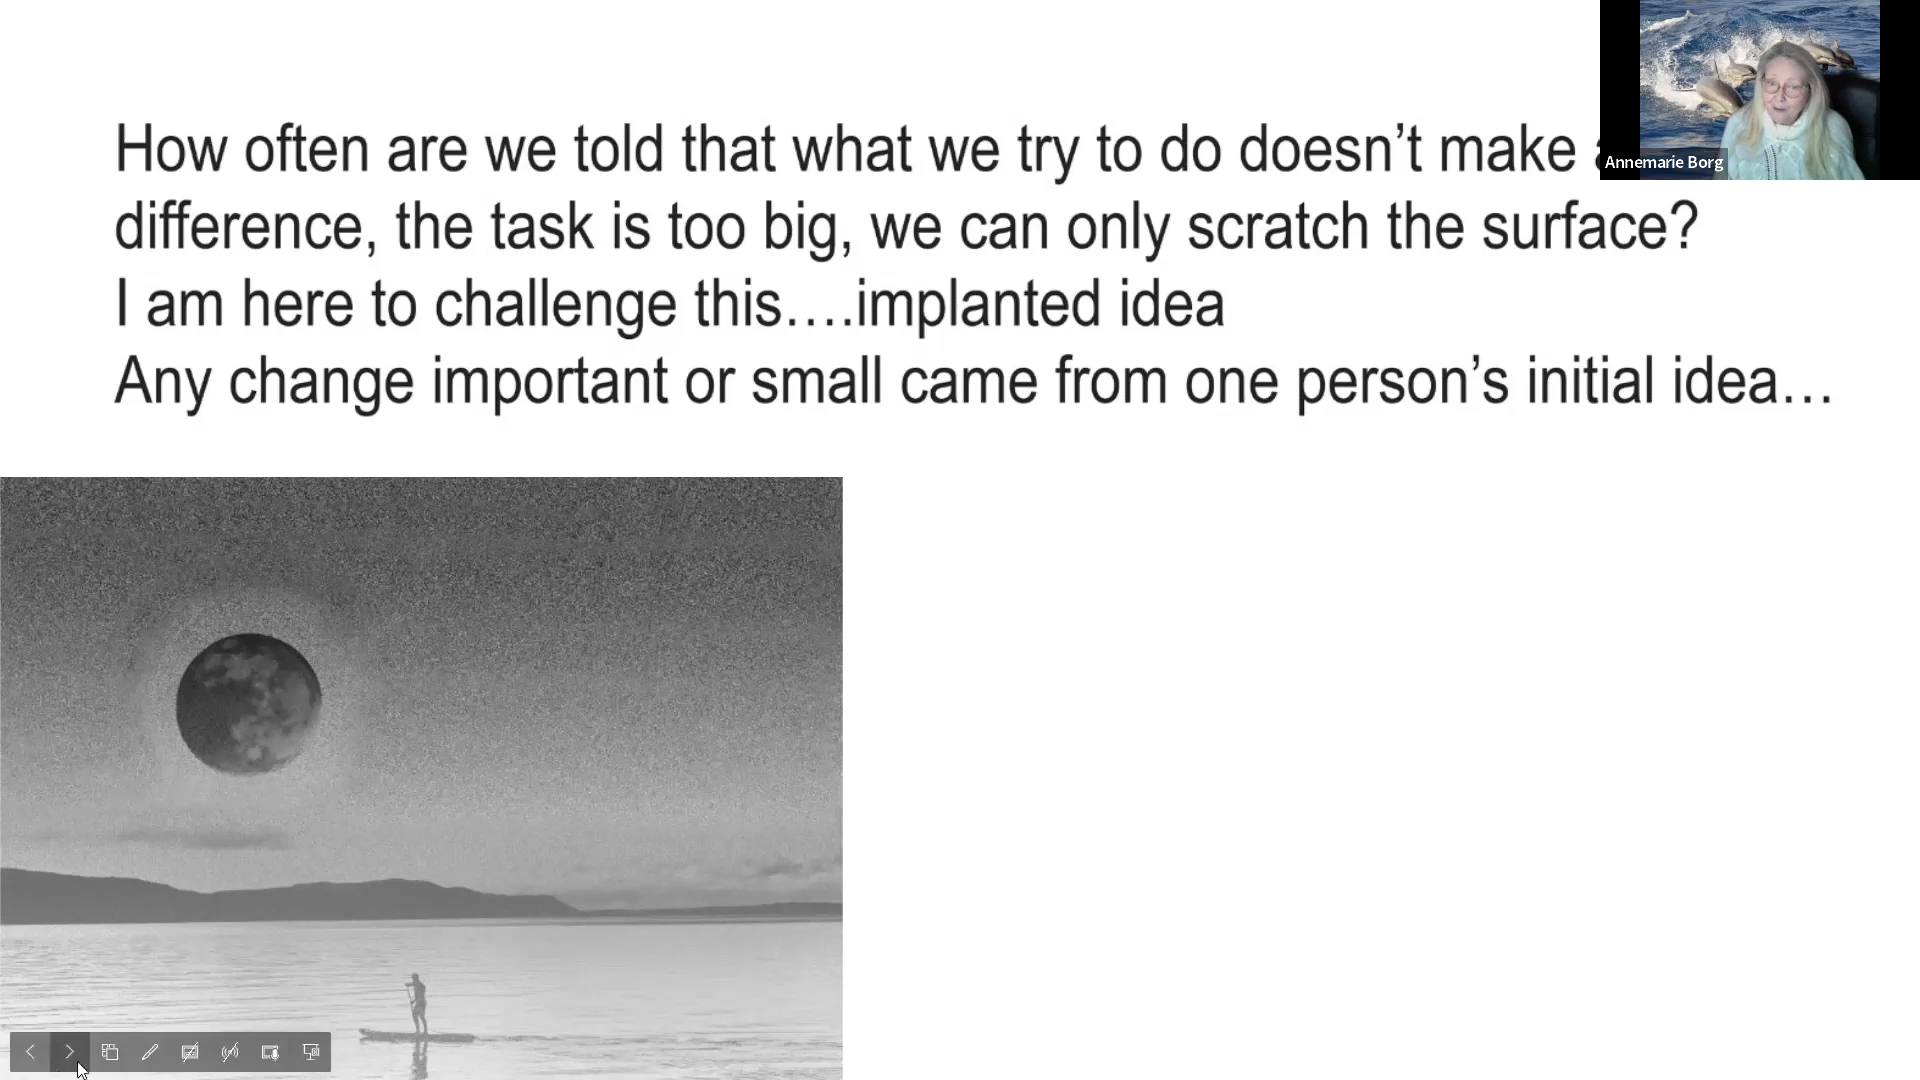 How often are we told that what we try to do doesn’t make
difference, the task is too big, we can only scratch the surface?
I am here to challenge this….implanted idea
Any change important or small came from one person’s initial idea…
Annemarie Borg